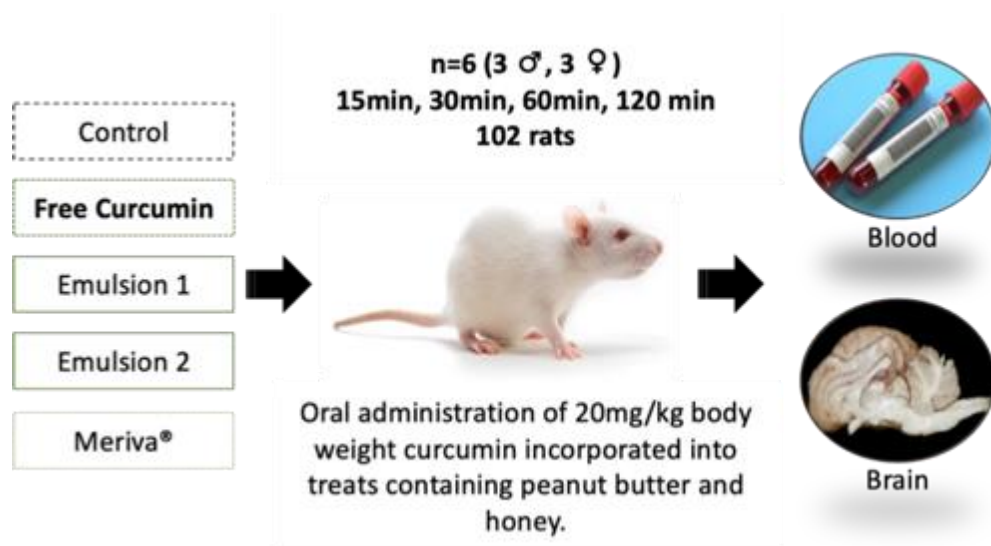 n=6 (3 ♂, 3 ♀)
15min, 30min, 60min, 120 min
102 rats
Control
Free Curcumin
Emulsion 1
Emulsion 2
Meriva®
Oral administration of 20mg/kg body
weight curcumin incorporated into
treats containing peanut butter and
honey.
Blood
Brain